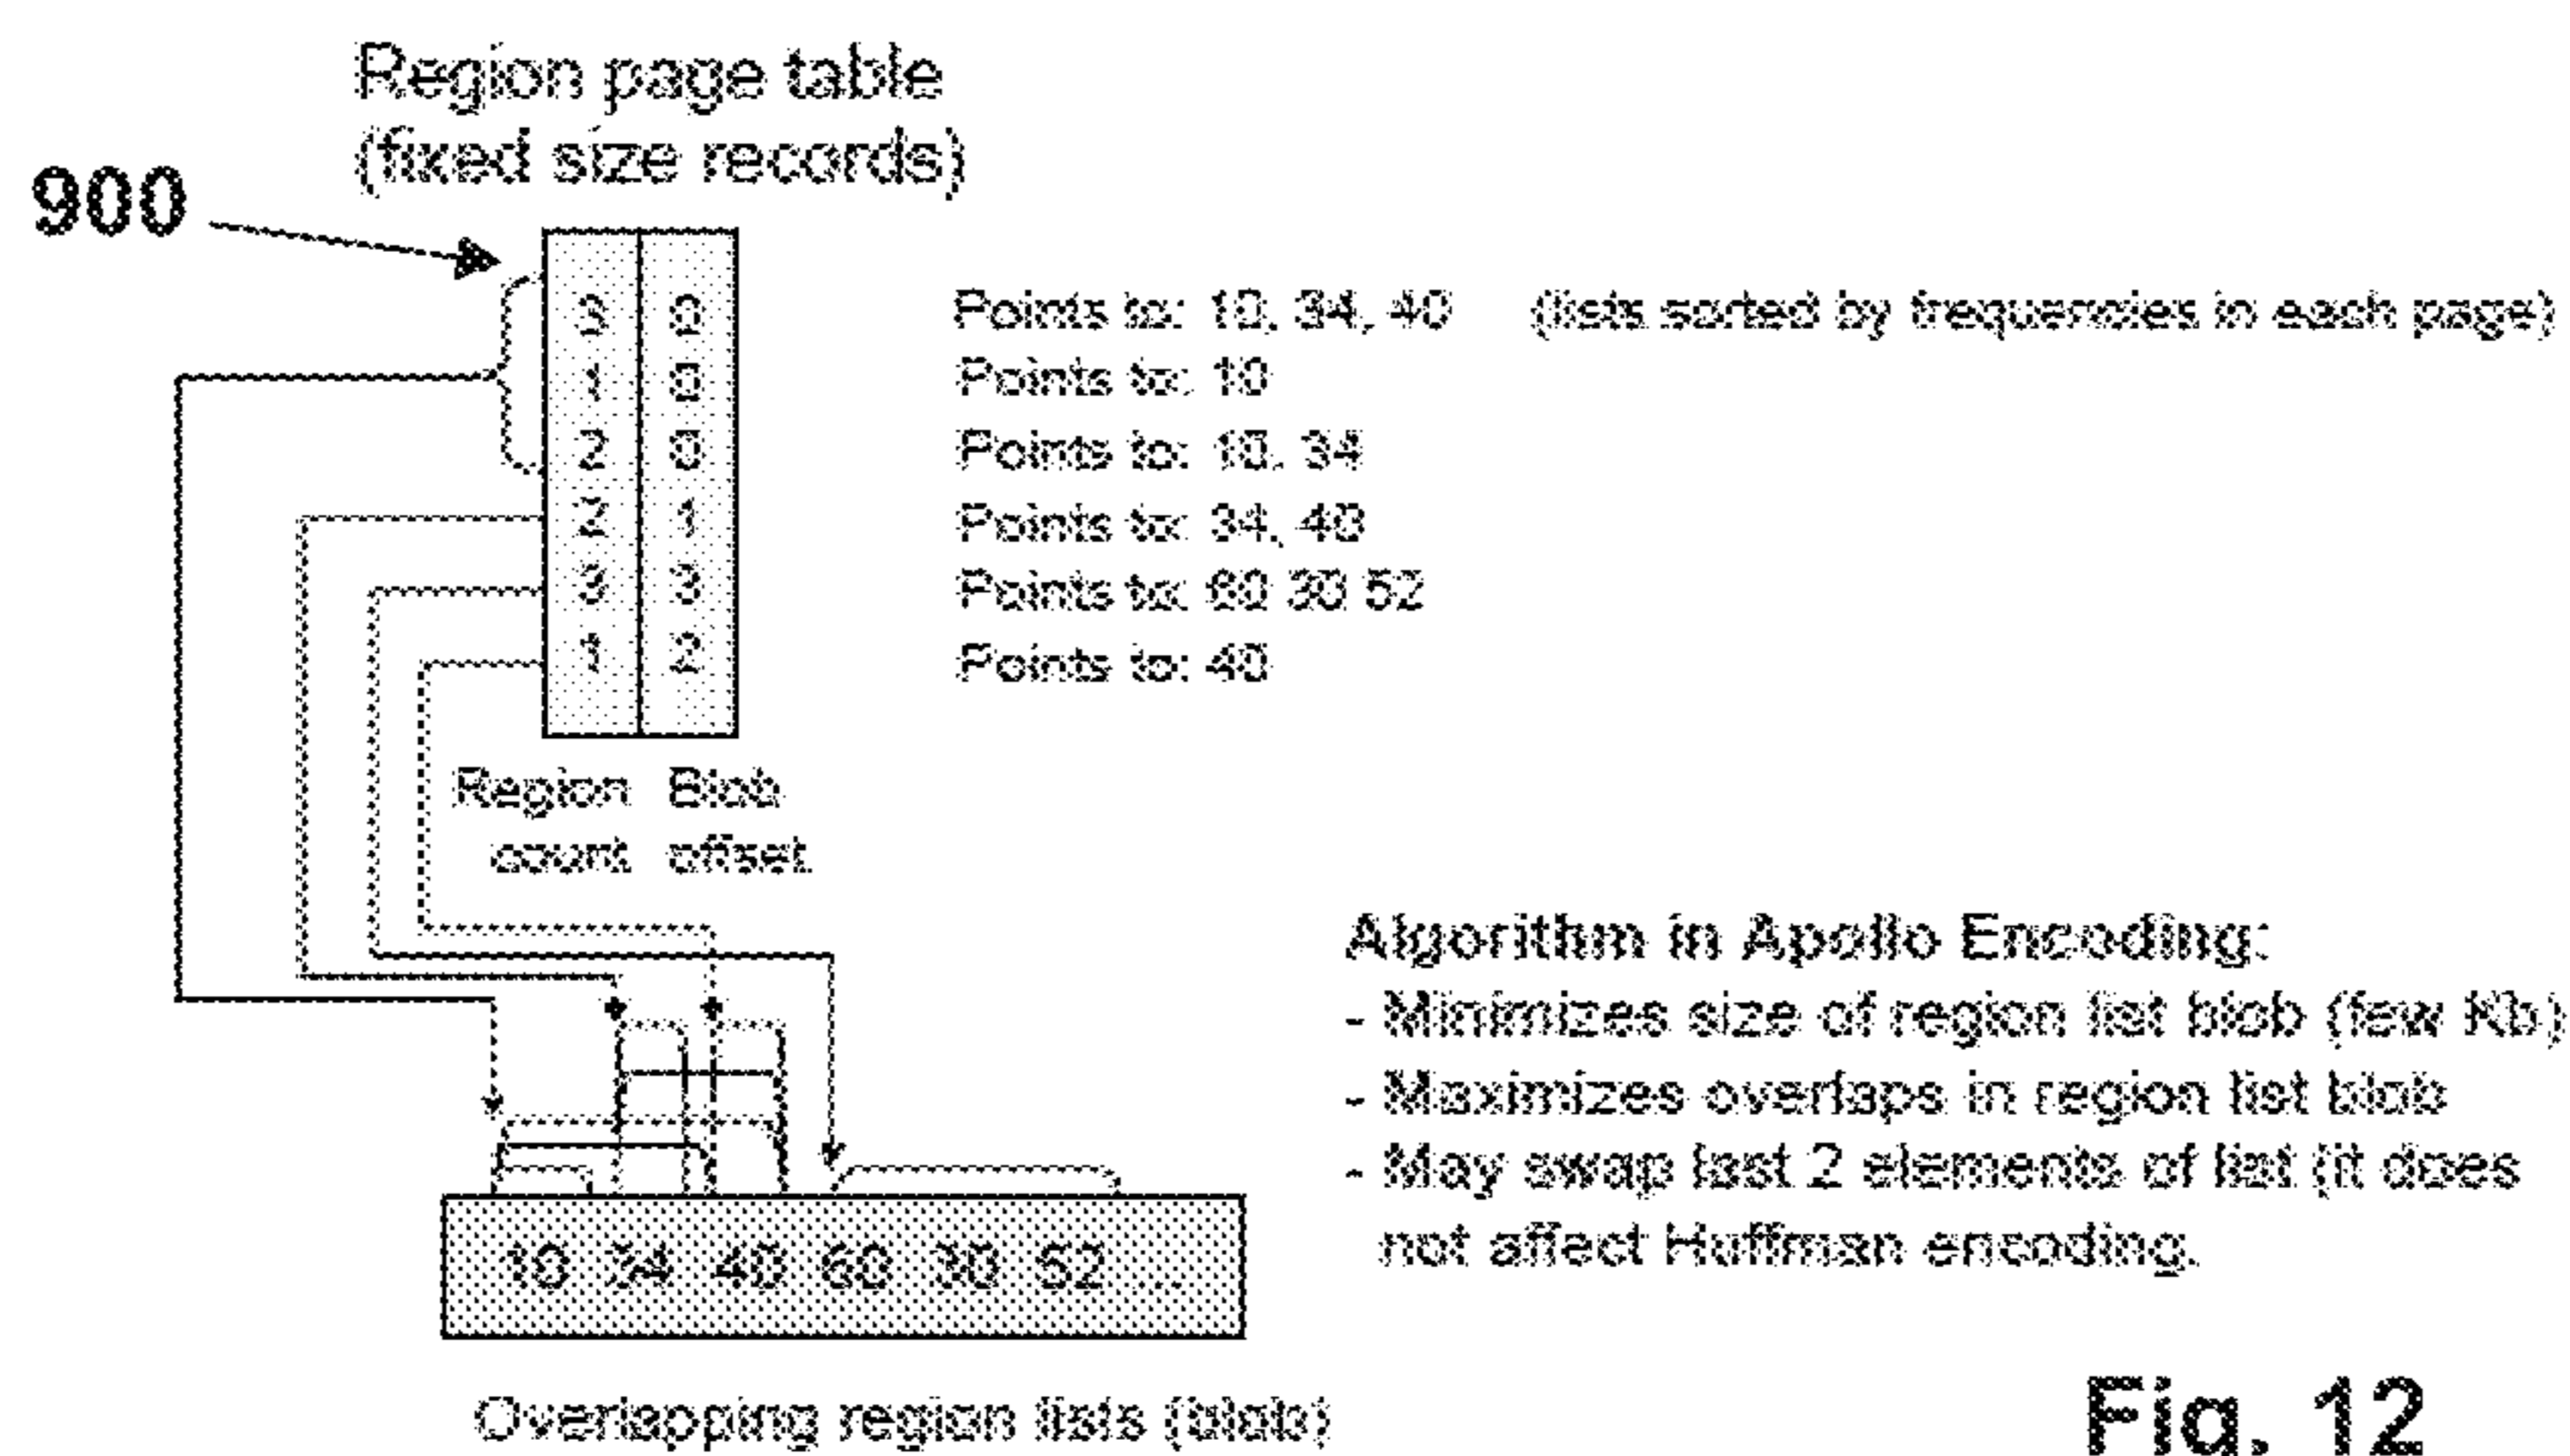 Region page table
(fixed size records)
900
3 0 Points to: 10, 34, 40 (lists sorted by frequencies in each page)
1 0 Points to: 10
2 0 Points to: 10, 34
2 1 Points to: 34, 40
3 3 Points to: 60 30 52
1 2 Points to: 40
Region Blob
count offset
Algorithm in Apollo Encoding:
- Minimizes size of region list blob (few Kb)
- Maximizes overlaps in region list blob
- May swap last 2 elements of list (it does
not affect Huffman encoding.
10 34 40 60 30 52 ...
Overlapping region lists (blob)
Fig. 12